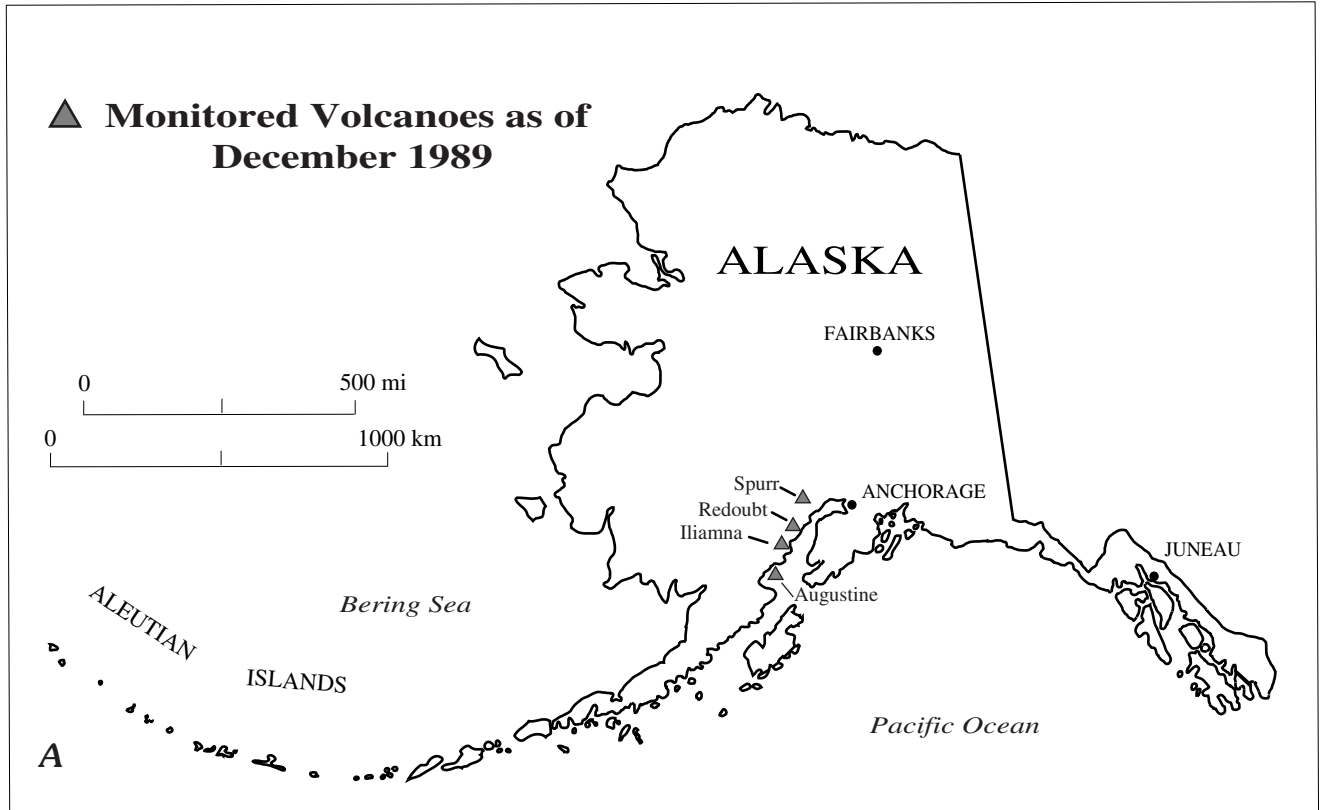 Monitored Volcanoes as of
December 1989
ALASKA
FAIRBANKS
0 500 mi
0 1000 km
Spurr
ANCHORAGE
Redoubt
Iliamna
JUNEAU
Augustine
Bering Sea
ALEUTIAN
ISLANDS
Pacific Ocean
A